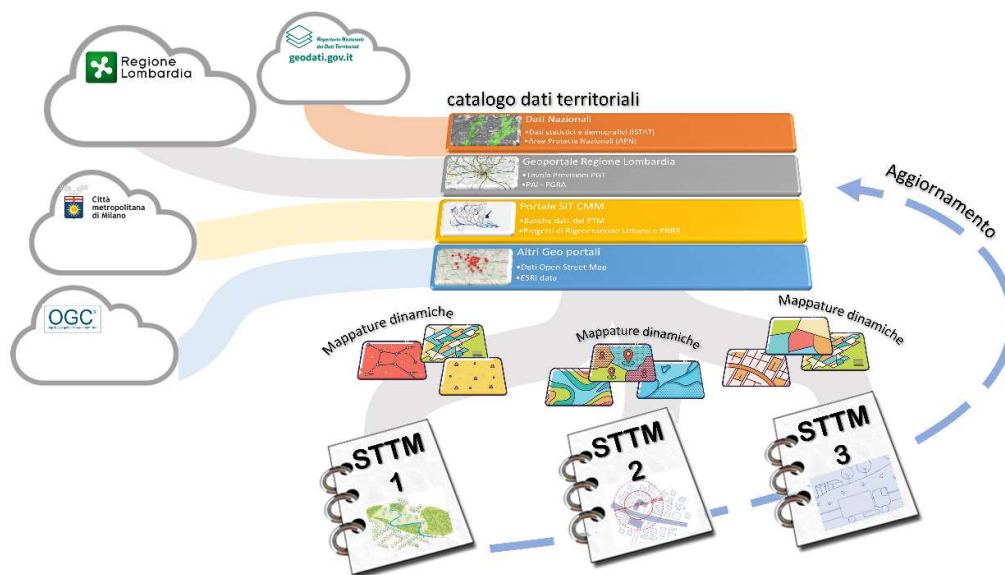 Regione
Lombardia
Repertorio Nazionale
dei Dati Territoriali
geodati.gov.it
Città
metropolitana
di Milano
OGC
catalogo dati territoriali
Dati Nazionali
•Dati statistici e demografici (ISTAT)
•Aree Protette Nazionali (APN)
Geoportale Regione Lombardia
•Tavola Previsioni PGT
•PAI - PGRA
Portale SIT CMM
•Banche dati del PTM
•Progetti di Rigenerazione Urbana e PNRR
Altri Geo portali
•Dati Open Street Map
•ESRI data
Aggiornamento
Mappature dinamiche
Mappature dinamiche
Mappature dinamiche
STTM
1
STTM
2
STTM
3